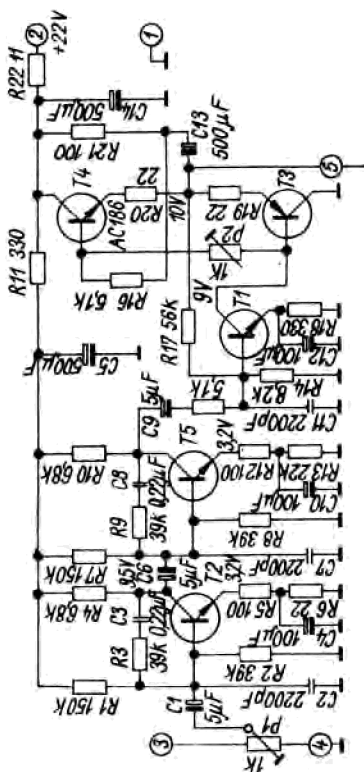 R22 11
②
+22V
①
500μF
C14
R21 100
C13
500μF
T4
AC186
22
R20
10V
R19 22
T3
⑤
R11 330
R16 5,1K
P2
1K
9V
T1
R17 56K
R18 330
C12
100μF
R14
8,2K
C11 2200pF
500μF
C5
5μF
C9
5,1K
R10 6,8K
C8
0,22μF
R9
39K
T5
3,2V
R12 100
R13 22K
C10
100μF
R8 39K
C7
2200pF
R7 150K
8,5V
C6
5μF
R4 6,8K
C3
0,22μF
R3
39K
T2
3,2V
R5 100
R6 22
C4
100μF
R2 39K
C2
2200pF
R1 150K
C1
5μF
③
P1
1K
④